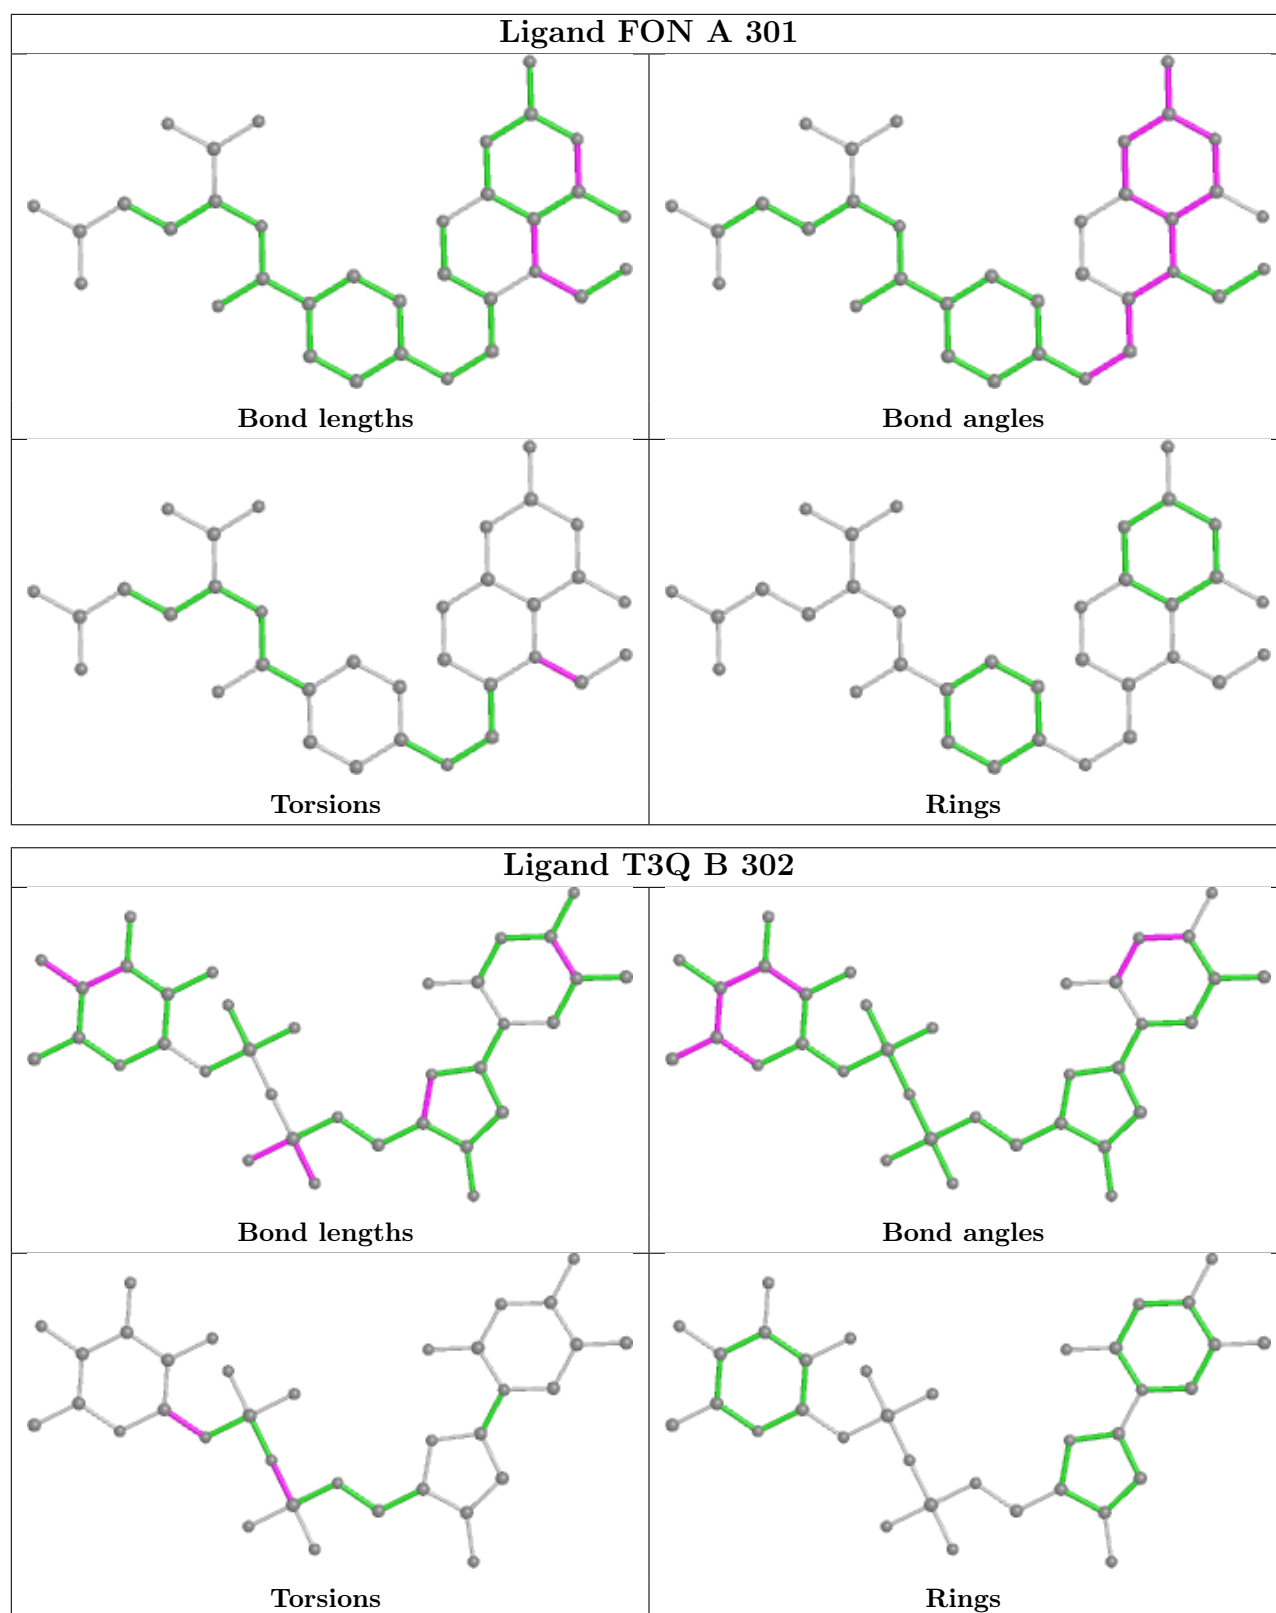 Ligand FON A 301
Bond lengths
Bond angles
Torsions
Rings
Ligand T3Q B 302
Bond lengths
Bond angles
Torsions
Rings